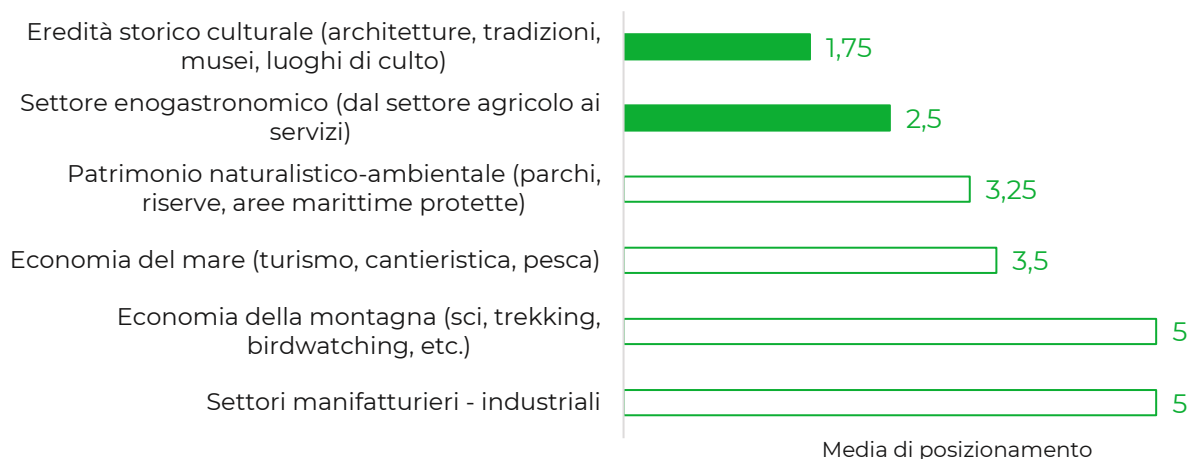 Eredità storico culturale (architetture, tradizioni,
musei, luoghi di culto)
1,75
Settore enogastronomico (dal settore agricolo ai
servizi)
2,5
Patrimonio naturalistico-ambientale (parchi,
riserve, aree marittime protette)
3,25
Economia del mare (turismo, cantieristica, pesca)
3,5
Economia della montagna (sci, trekking,
birdwatching, etc.)
5
Settori manifatturieri - industriali
5
Media di posizionamento